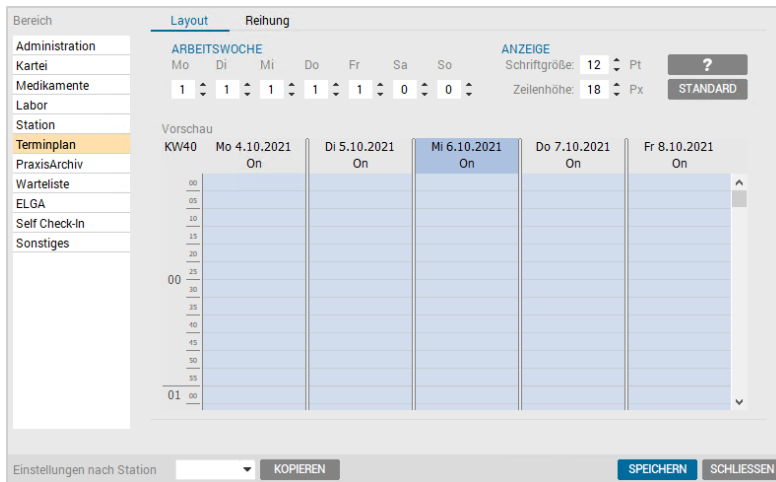 Bereich
Layout Reihung
Administration
Kartei
Medikamente
Labor
Station
Terminplan
PraxisArchiv
Warteliste
ELGA
Self Check-In
Sonstiges
ARBEITSWOCHE
Mo Di Mi Do Fr Sa So
1 1 1 1 1 0 0
ANZEIGE
Schriftgröße: 12 Pt ?
Zeilenhöhe: 18 Px STANDARD
Vorschau
KW40 Mo 4.10.2021 Di 5.10.2021 Mi 6.10.2021 Do 7.10.2021 Fr 8.10.2021
On On On On On
00
05
10
15
20
25
00
30
35
40
45
50
55
01 00
Einstellungen nach Station KOPIEREN SPEICHERN SCHLIESSEN